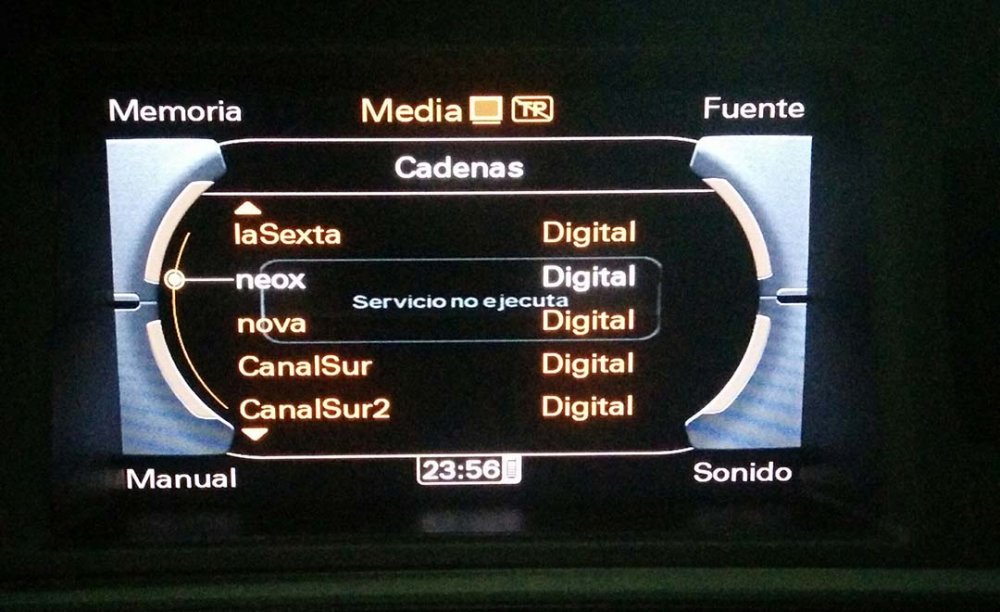 Memoria
Media TR
Fuente
Cadenas
laSexta Digital
neox Digital
Servicio no ejecuta
nova Digital
CanalSur Digital
CanalSur2 Digital
Manual
23:56
Sonido